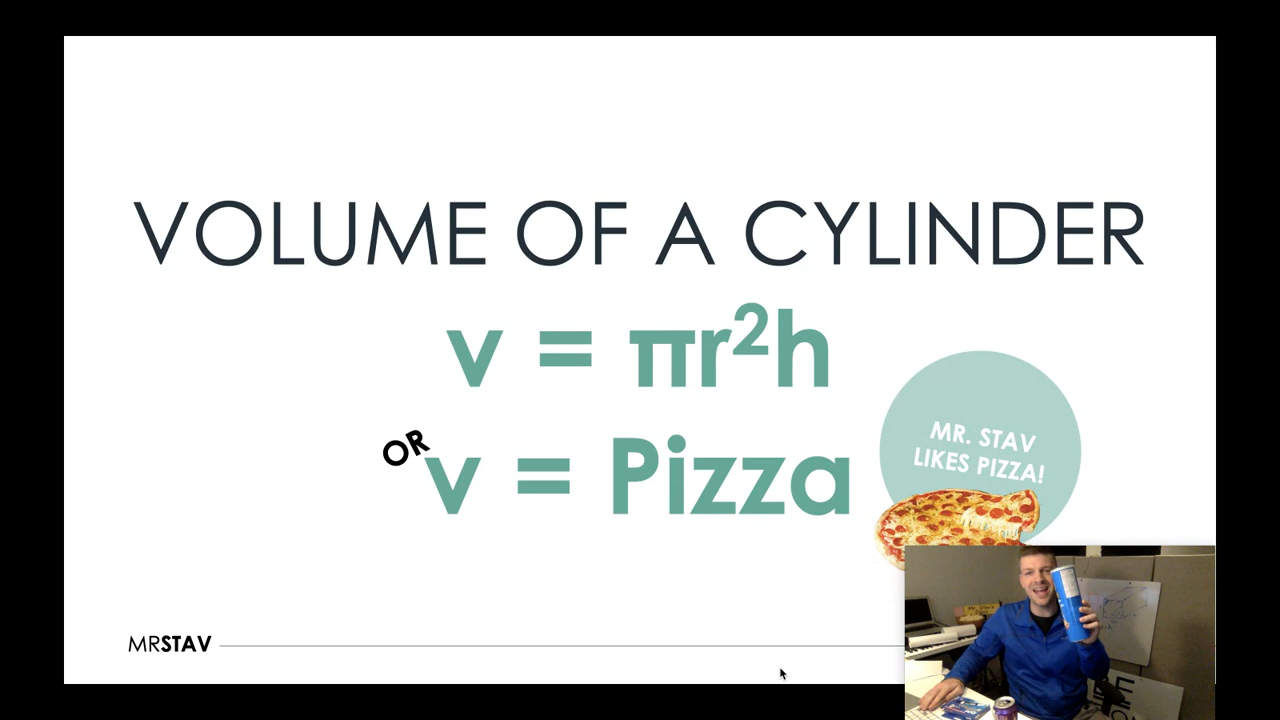 VOLUME OF A CYLINDER
v = πr²h
OR
v = Pizza
MR. STAV
LIKES PIZZA!
MRSTAV